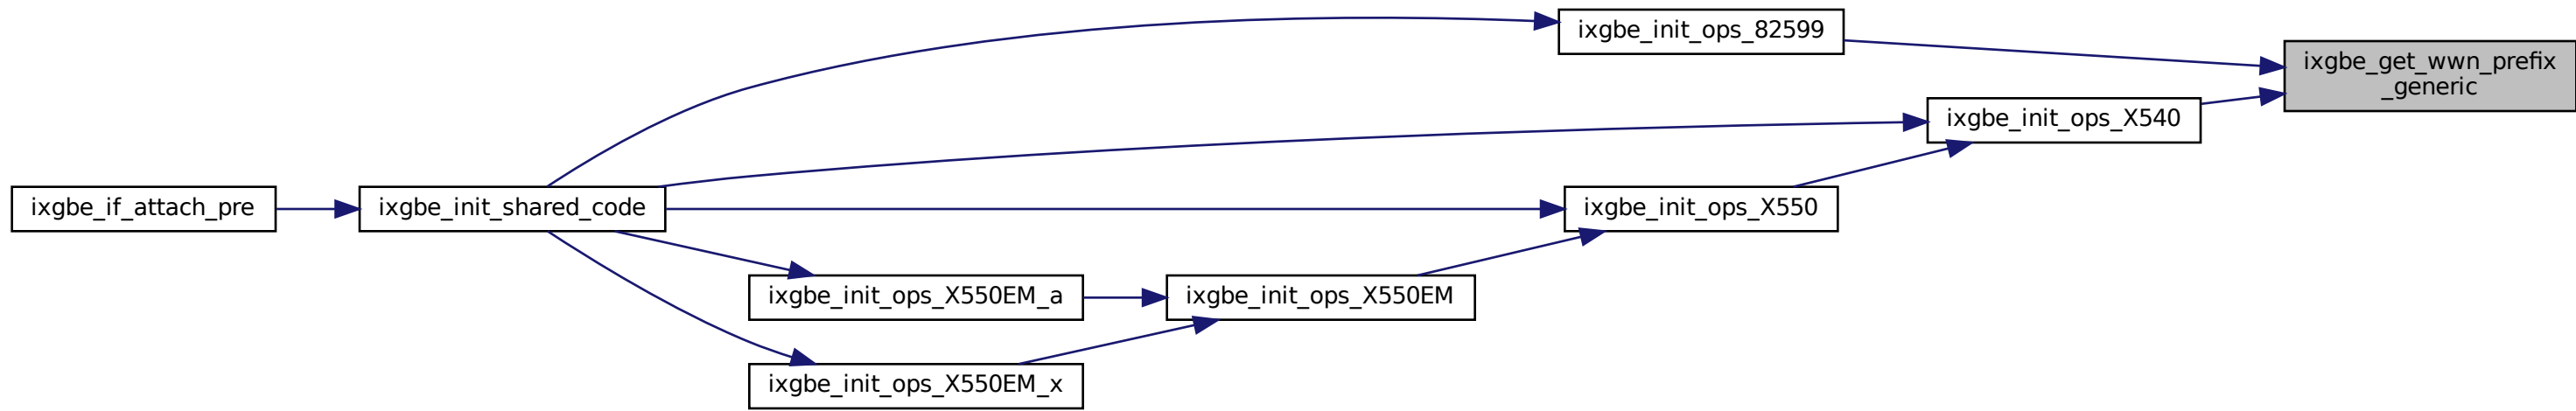 ixgbe_init_ops_82599
ixgbe_get_wwn_prefix
_generic
ixgbe_init_ops_X540
ixgbe_if_attach_pre
ixgbe_init_shared_code
ixgbe_init_ops_X550
ixgbe_init_ops_X550EM_a
ixgbe_init_ops_X550EM
ixgbe_init_ops_X550EM_x